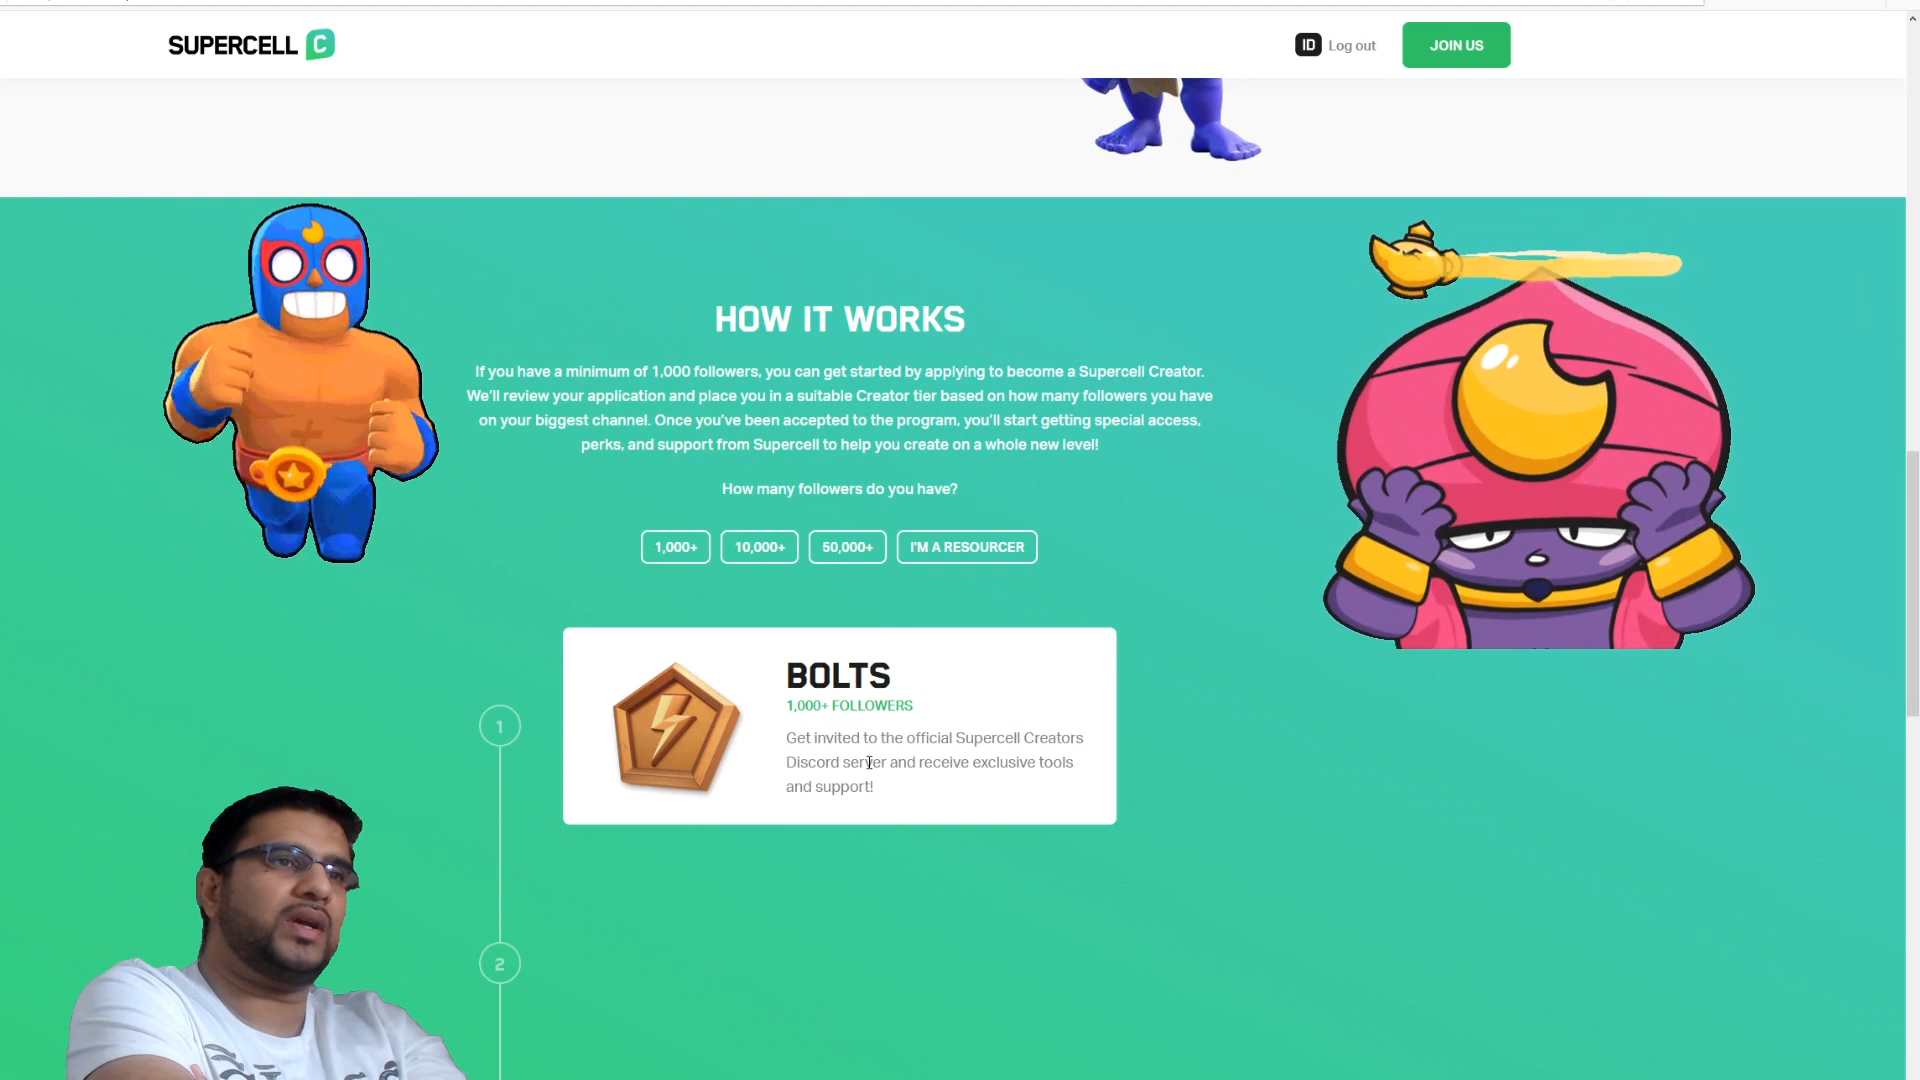 SUPERCELL C
ID Log out
JOIN US
HOW IT WORKS
If you have a minimum of 1,000 followers, you can get started by applying to become a Supercell Creator.
We'll review your application and place you in a suitable Creator tier based on how many followers you have
on your biggest channel. Once you've been accepted to the program, you'll start getting special access,
perks, and support from Supercell to help you create on a whole new level!
How many followers do you have?
1,000+
10,000+
50,000+
I'M A RESOURCER
BOLTS
1,000+ FOLLOWERS
Get invited to the official Supercell Creators
Discord server and receive exclusive tools
and support!
1
2